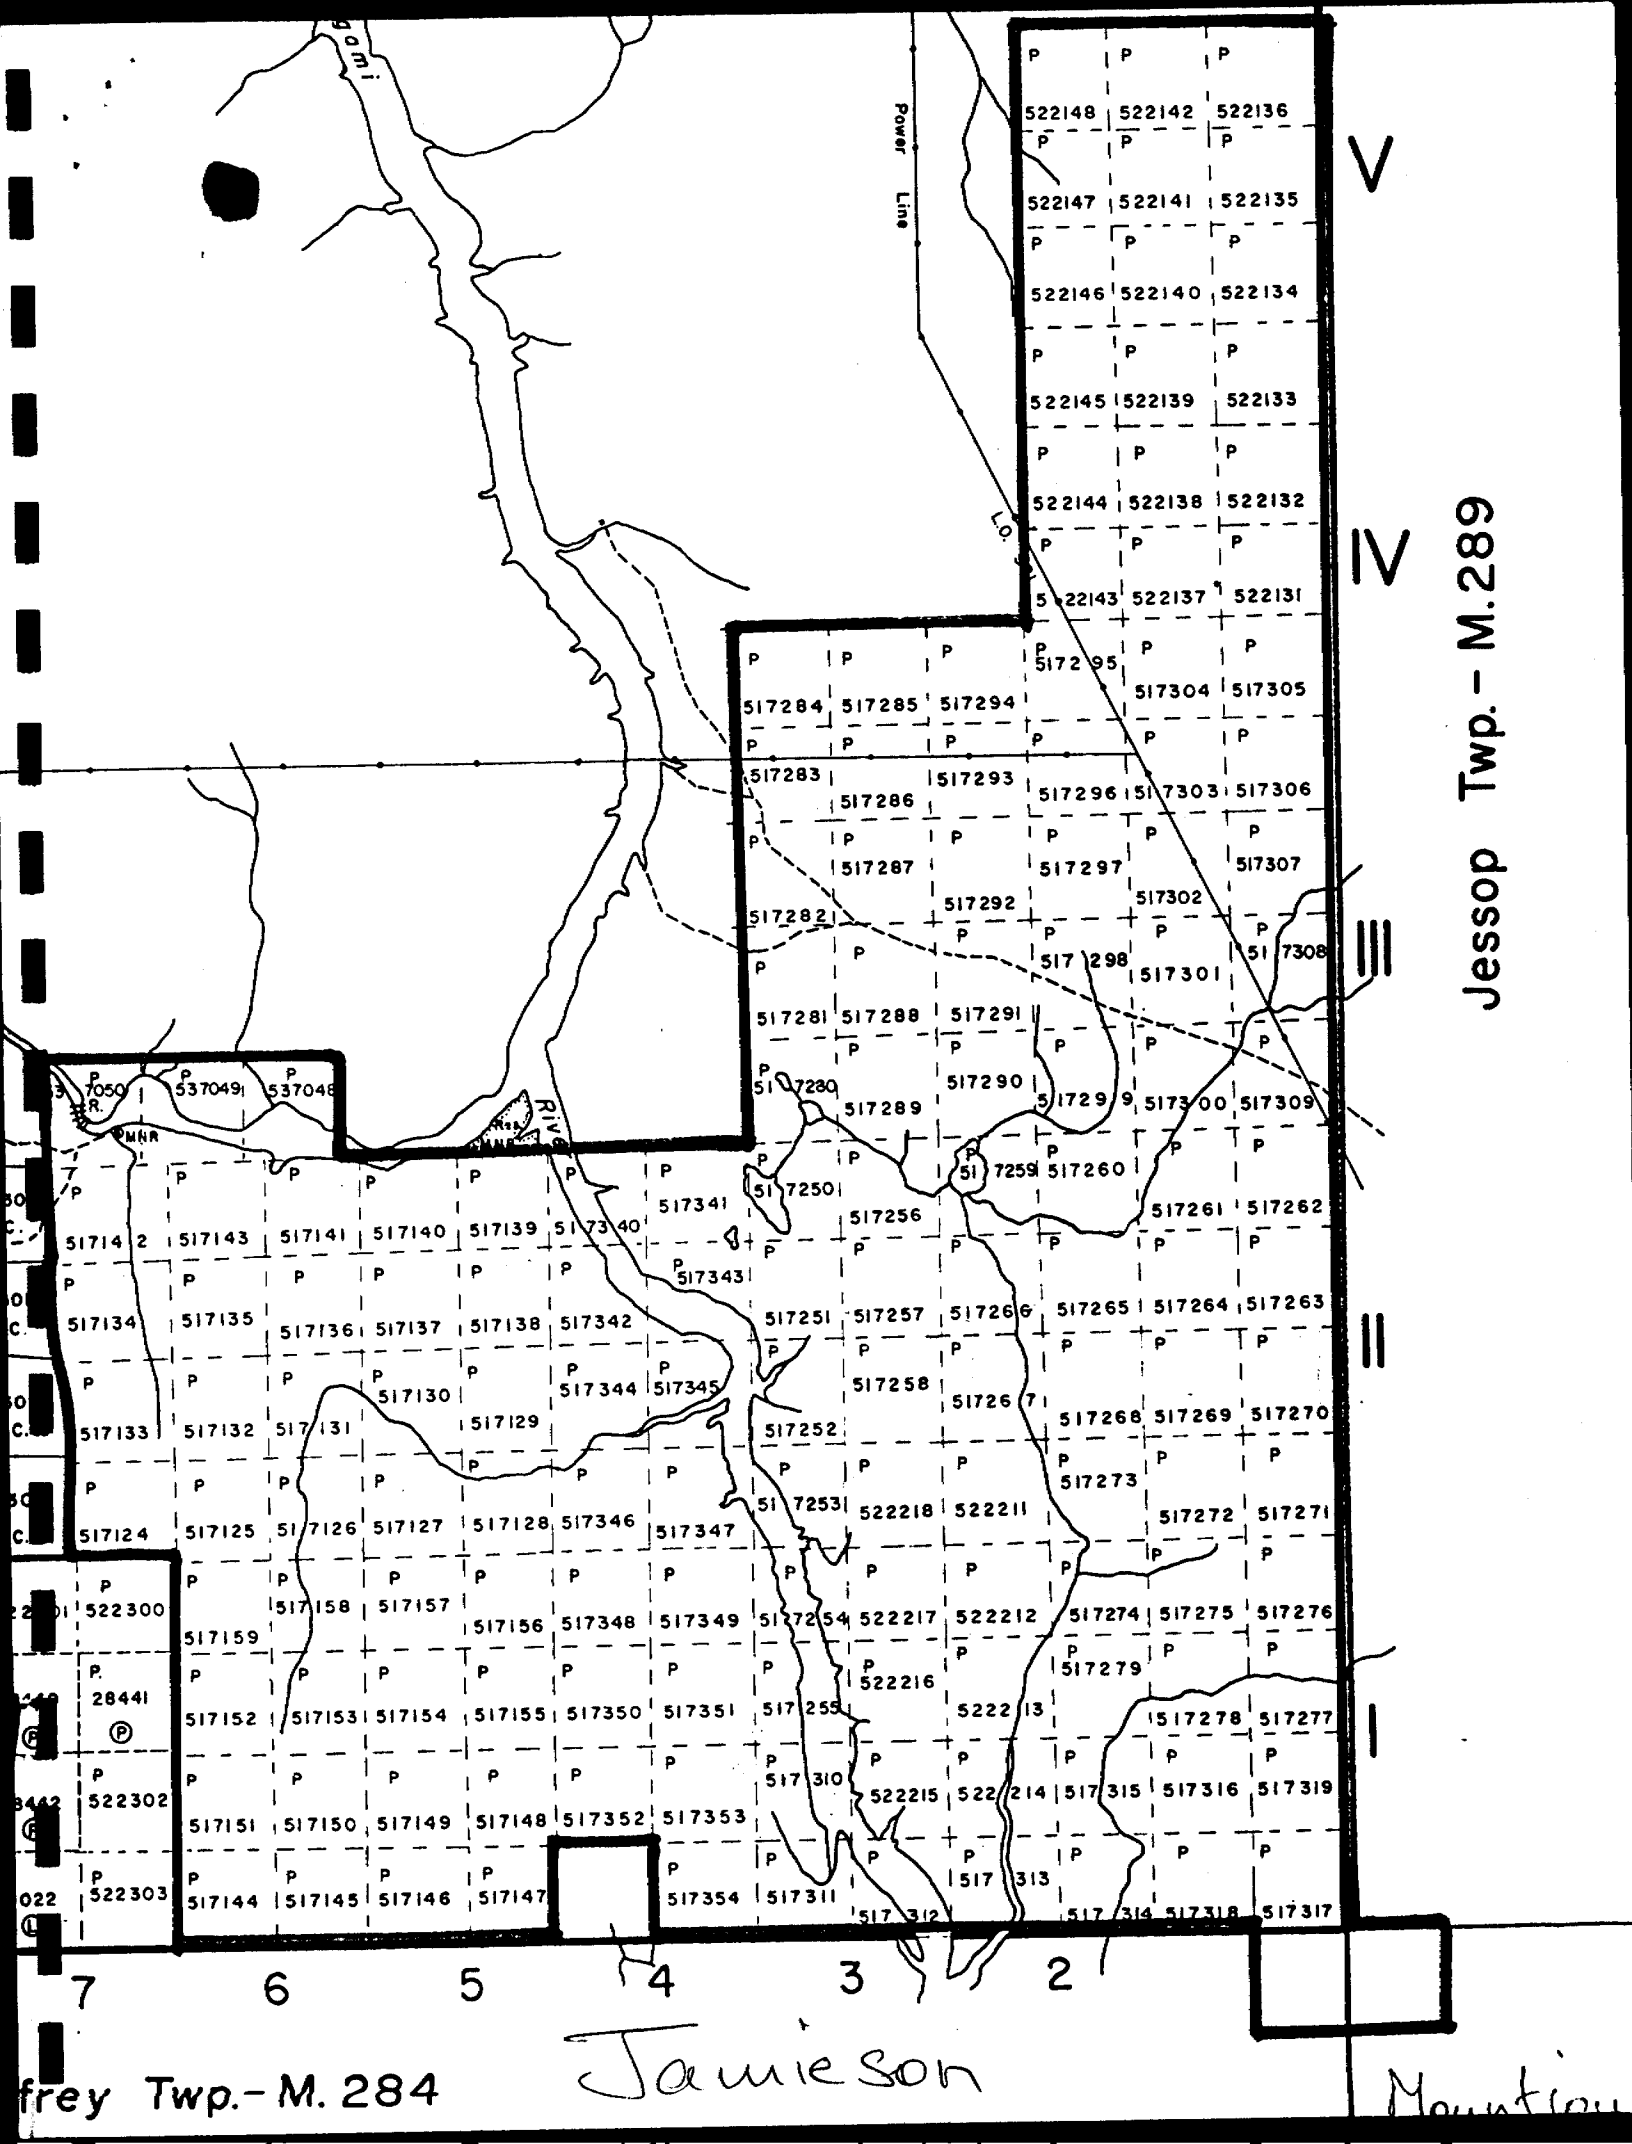 gami
Power Line
P P P
522148 522142 522136
P P P
522147 522141 522135
V
P P P
522146 522140 522134
P P P
522145 522139 522133
P P P
522144 522138 522132
L.O.
P P P
522143 522137 522131
IV
Jessop Twp. - M.289
P P P P P P
517295
517284 517285 517294 517304 517305
P P P P P P
517283 517286 517293 517296 517303 517306
P P P P P P
517287 517297 517307
517282 517292 517302
P P P P P P
517298 517308
517281 517288 517291 517301
III
P P P P P P
517280 517290
517289 517299 517300 517309
P
7050 537049 537048
R.
MNR
River
Res.
MNR
P P P P P P P
517341
517142 517143 517141 517140 517139 517340
P P P P P P
517250 517256 517259 517260 517261 517262
P P P P P P P
517343
517134 517135 517136 517137 517138 517342
P P P P P P
517251 517257 517266 517265 517264 517263
II
P P P P P P P
517130 517344 517345
517133 517132 517131 517129
P P P P P P
517258 517267
517252 517268 517269 517270
P P P P P P P
517124 517125 517126 517127 517128 517346 517347
P P P P P P
517273
517253 522218 522211 517272 517271
P P P P P P P
522300 517159 517158 517157 517156 517348 517349
P P P P P P
517254 522217 522212 517274 517275 517276
P. P P P P P P
28441 517152 517153 517154 517155 517350 517351
P
P P P P P P
522216 517279
517255 522213 517278 517277
I
P P P P P P P
522302 517151 517150 517149 517148 517352 517353
P P P P P P
517310 522215 522214 517315 517316 517319
P P P P P P
522303 517144 517145 517146 517147 517354
022
L
P P P P P P
517311 517312 517313 517314 517318 517317
7 6 5 4 3 2
Jamieson
frey Twp.-M. 284